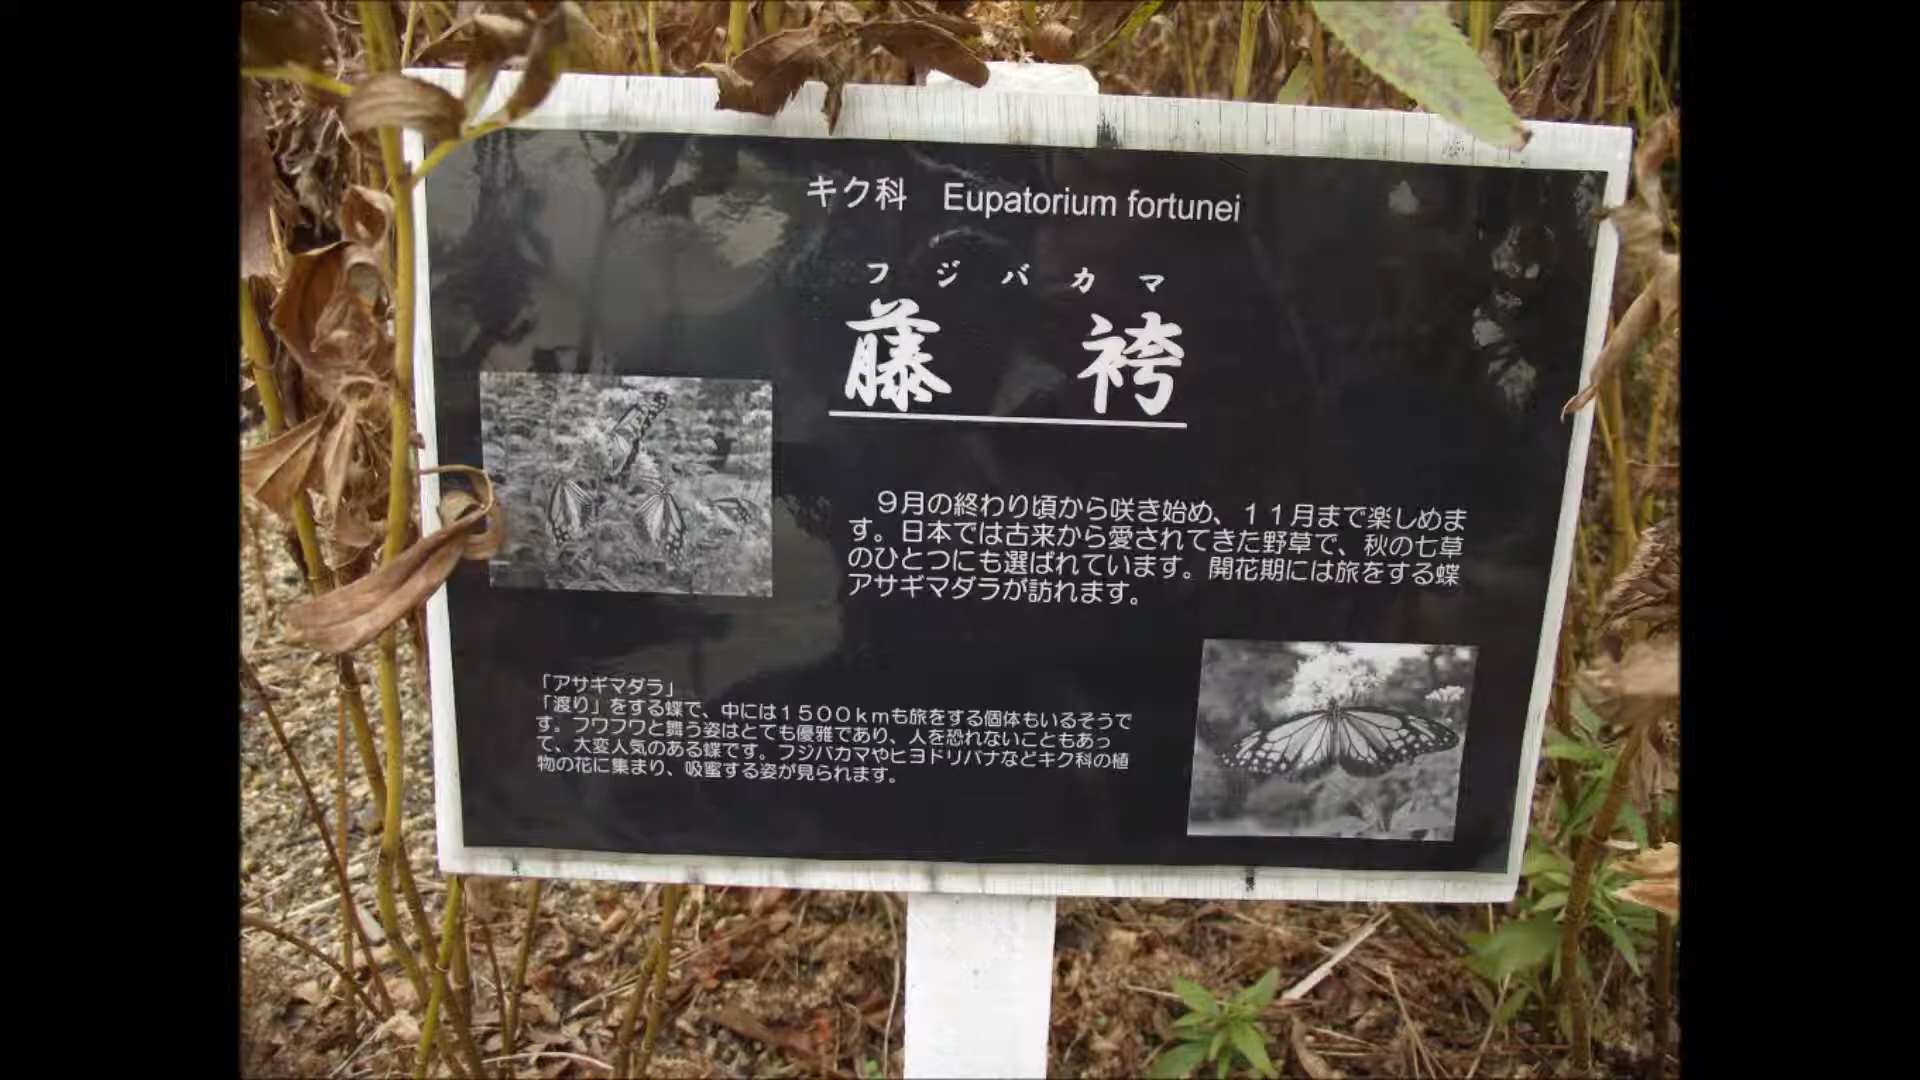 キク科　Eupatorium fortunei
フジバカマ
藤袴
９月の終わり頃から咲き始め、１１月まで楽しめま
す。日本では古来から愛されてきた野草で、秋の七草
のひとつにも選ばれています。開花期には旅をする蝶
アサギマダラが訪れます。
「アサギマダラ」
「渡り」をする蝶で、中には１５００ｋｍも旅をする個体もいるそうで
す。フワフワと舞う姿はとても優雅であり、人を恐れないこともあっ
て、大変人気のある蝶です。フジバカマやヒヨドリバナなどキク科の植
物の花に集まり、吸蜜する姿が見られます。